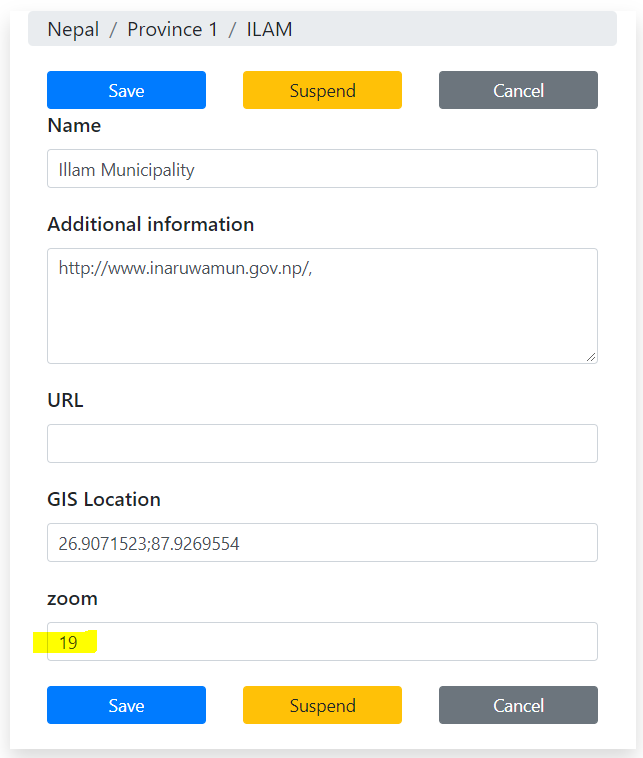 Nepal / Province 1 / ILAM
Save Suspend Cancel
Name
Illam Municipality
Additional information
http://www.inaruwamun.gov.np/,
URL
GIS Location
26.9071523;87.9269554
zoom
19
Save Suspend Cancel